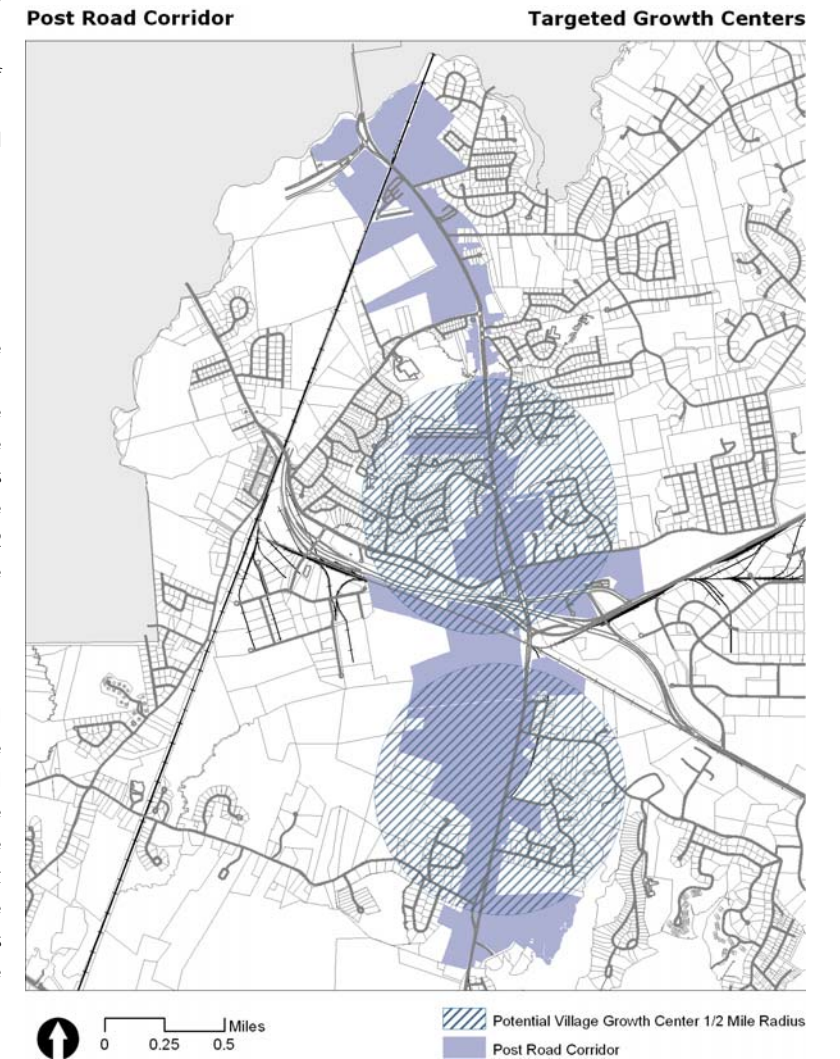 Post Road Corridor
Targeted Growth Centers
Miles
0 0.25 0.5
Potential Village Growth Center 1/2 Mile Radius
Post Road Corridor